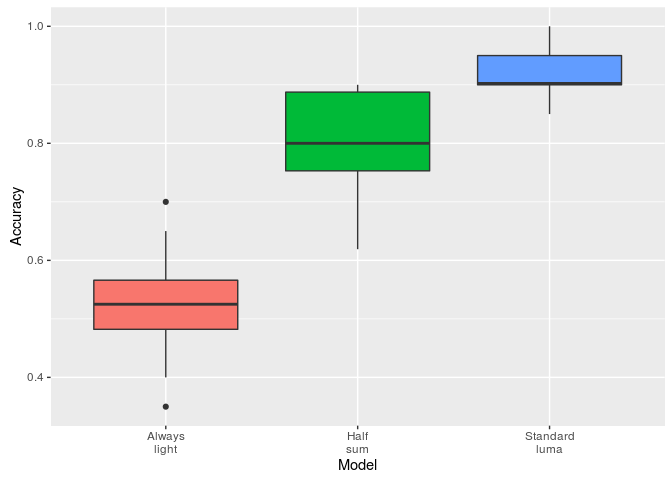 1.0
0.8
0.6
0.4
Accuracy
Always
light
Half
sum
Standard
luma
Model